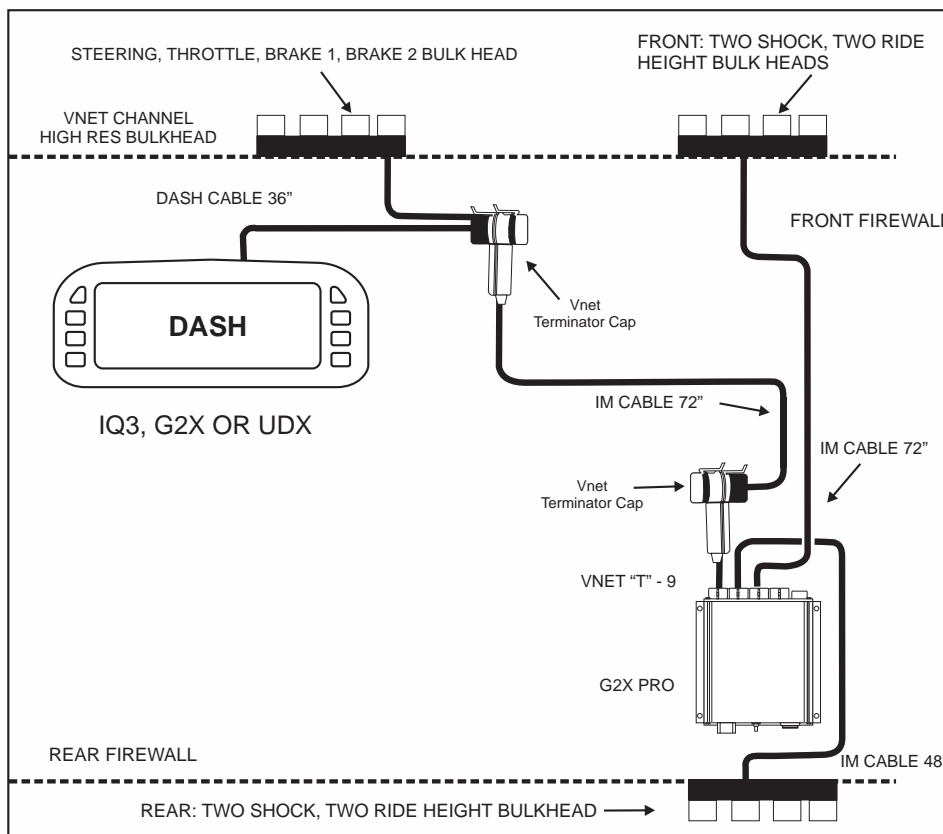 STEERING, THROTTLE, BRAKE 1, BRAKE 2 BULK HEAD
FRONT: TWO SHOCK, TWO RIDE
HEIGHT BULK HEADS
VNET CHANNEL
HIGH RES BULKHEAD
DASH CABLE 36”
FRONT FIREWALL
Vnet
Terminator Cap
DASH
IQ3, G2X OR UDX
IM CABLE 72”
IM CABLE 72”
Vnet
Terminator Cap
VNET “T” - 9
G2X PRO
REAR FIREWALL
IM CABLE 48”
REAR: TWO SHOCK, TWO RIDE HEIGHT BULKHEAD